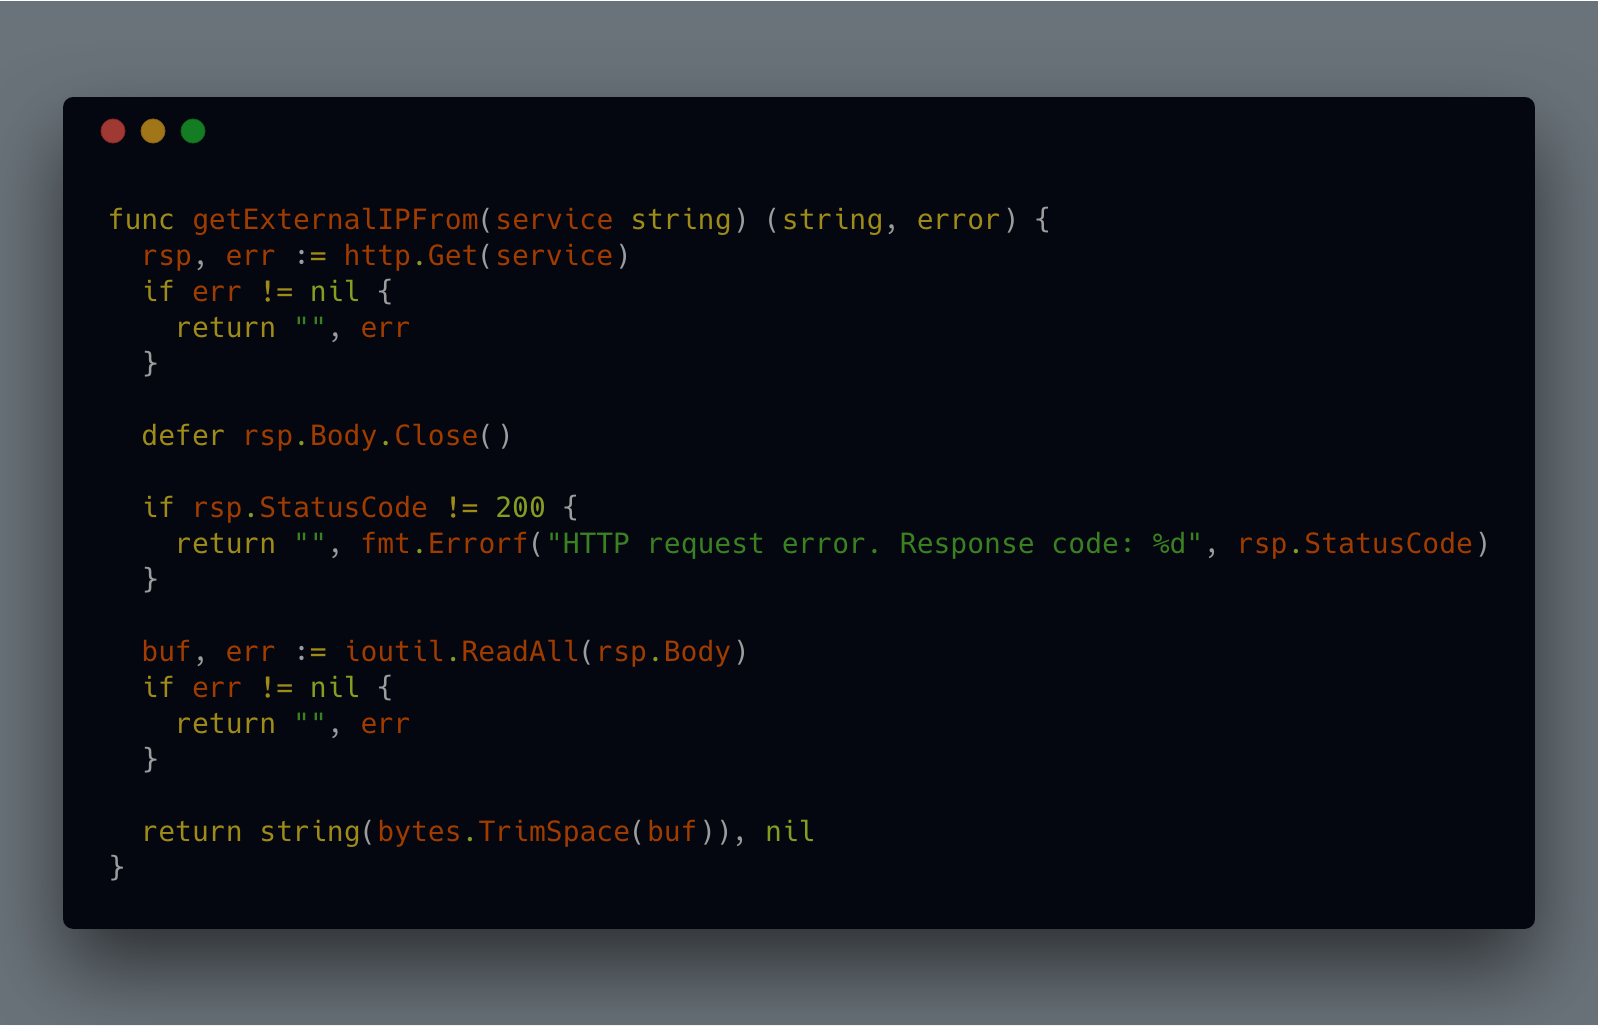 func getExternalIPFrom(service string) (string, error) {
  rsp, err := http.Get(service)
  if err != nil {
    return "", err
  }

  defer rsp.Body.Close()

  if rsp.StatusCode != 200 {
    return "", fmt.Errorf("HTTP request error. Response code: %d", rsp.StatusCode)
  }

  buf, err := ioutil.ReadAll(rsp.Body)
  if err != nil {
    return "", err
  }

  return string(bytes.TrimSpace(buf)), nil
}